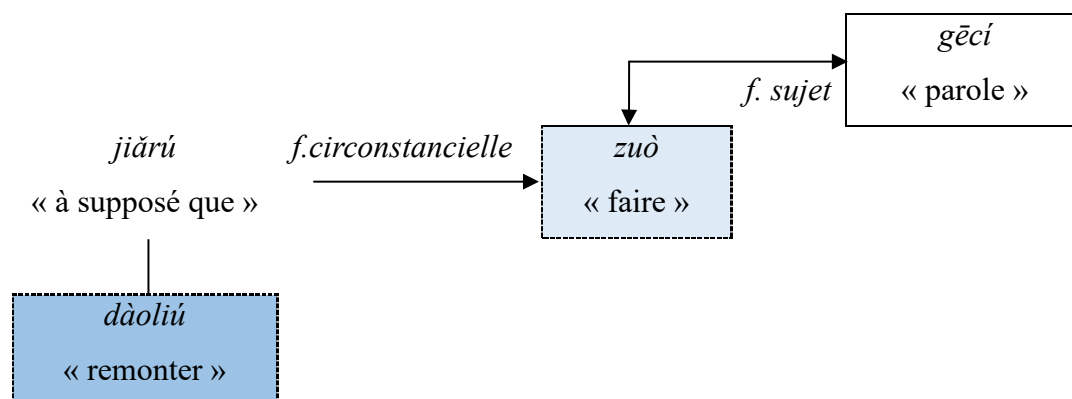 gēcí
« parole »
f. sujet
jiǎrú
« à supposé que »
f.circonstancielle
zuò
« faire »
dàoliú
« remonter »